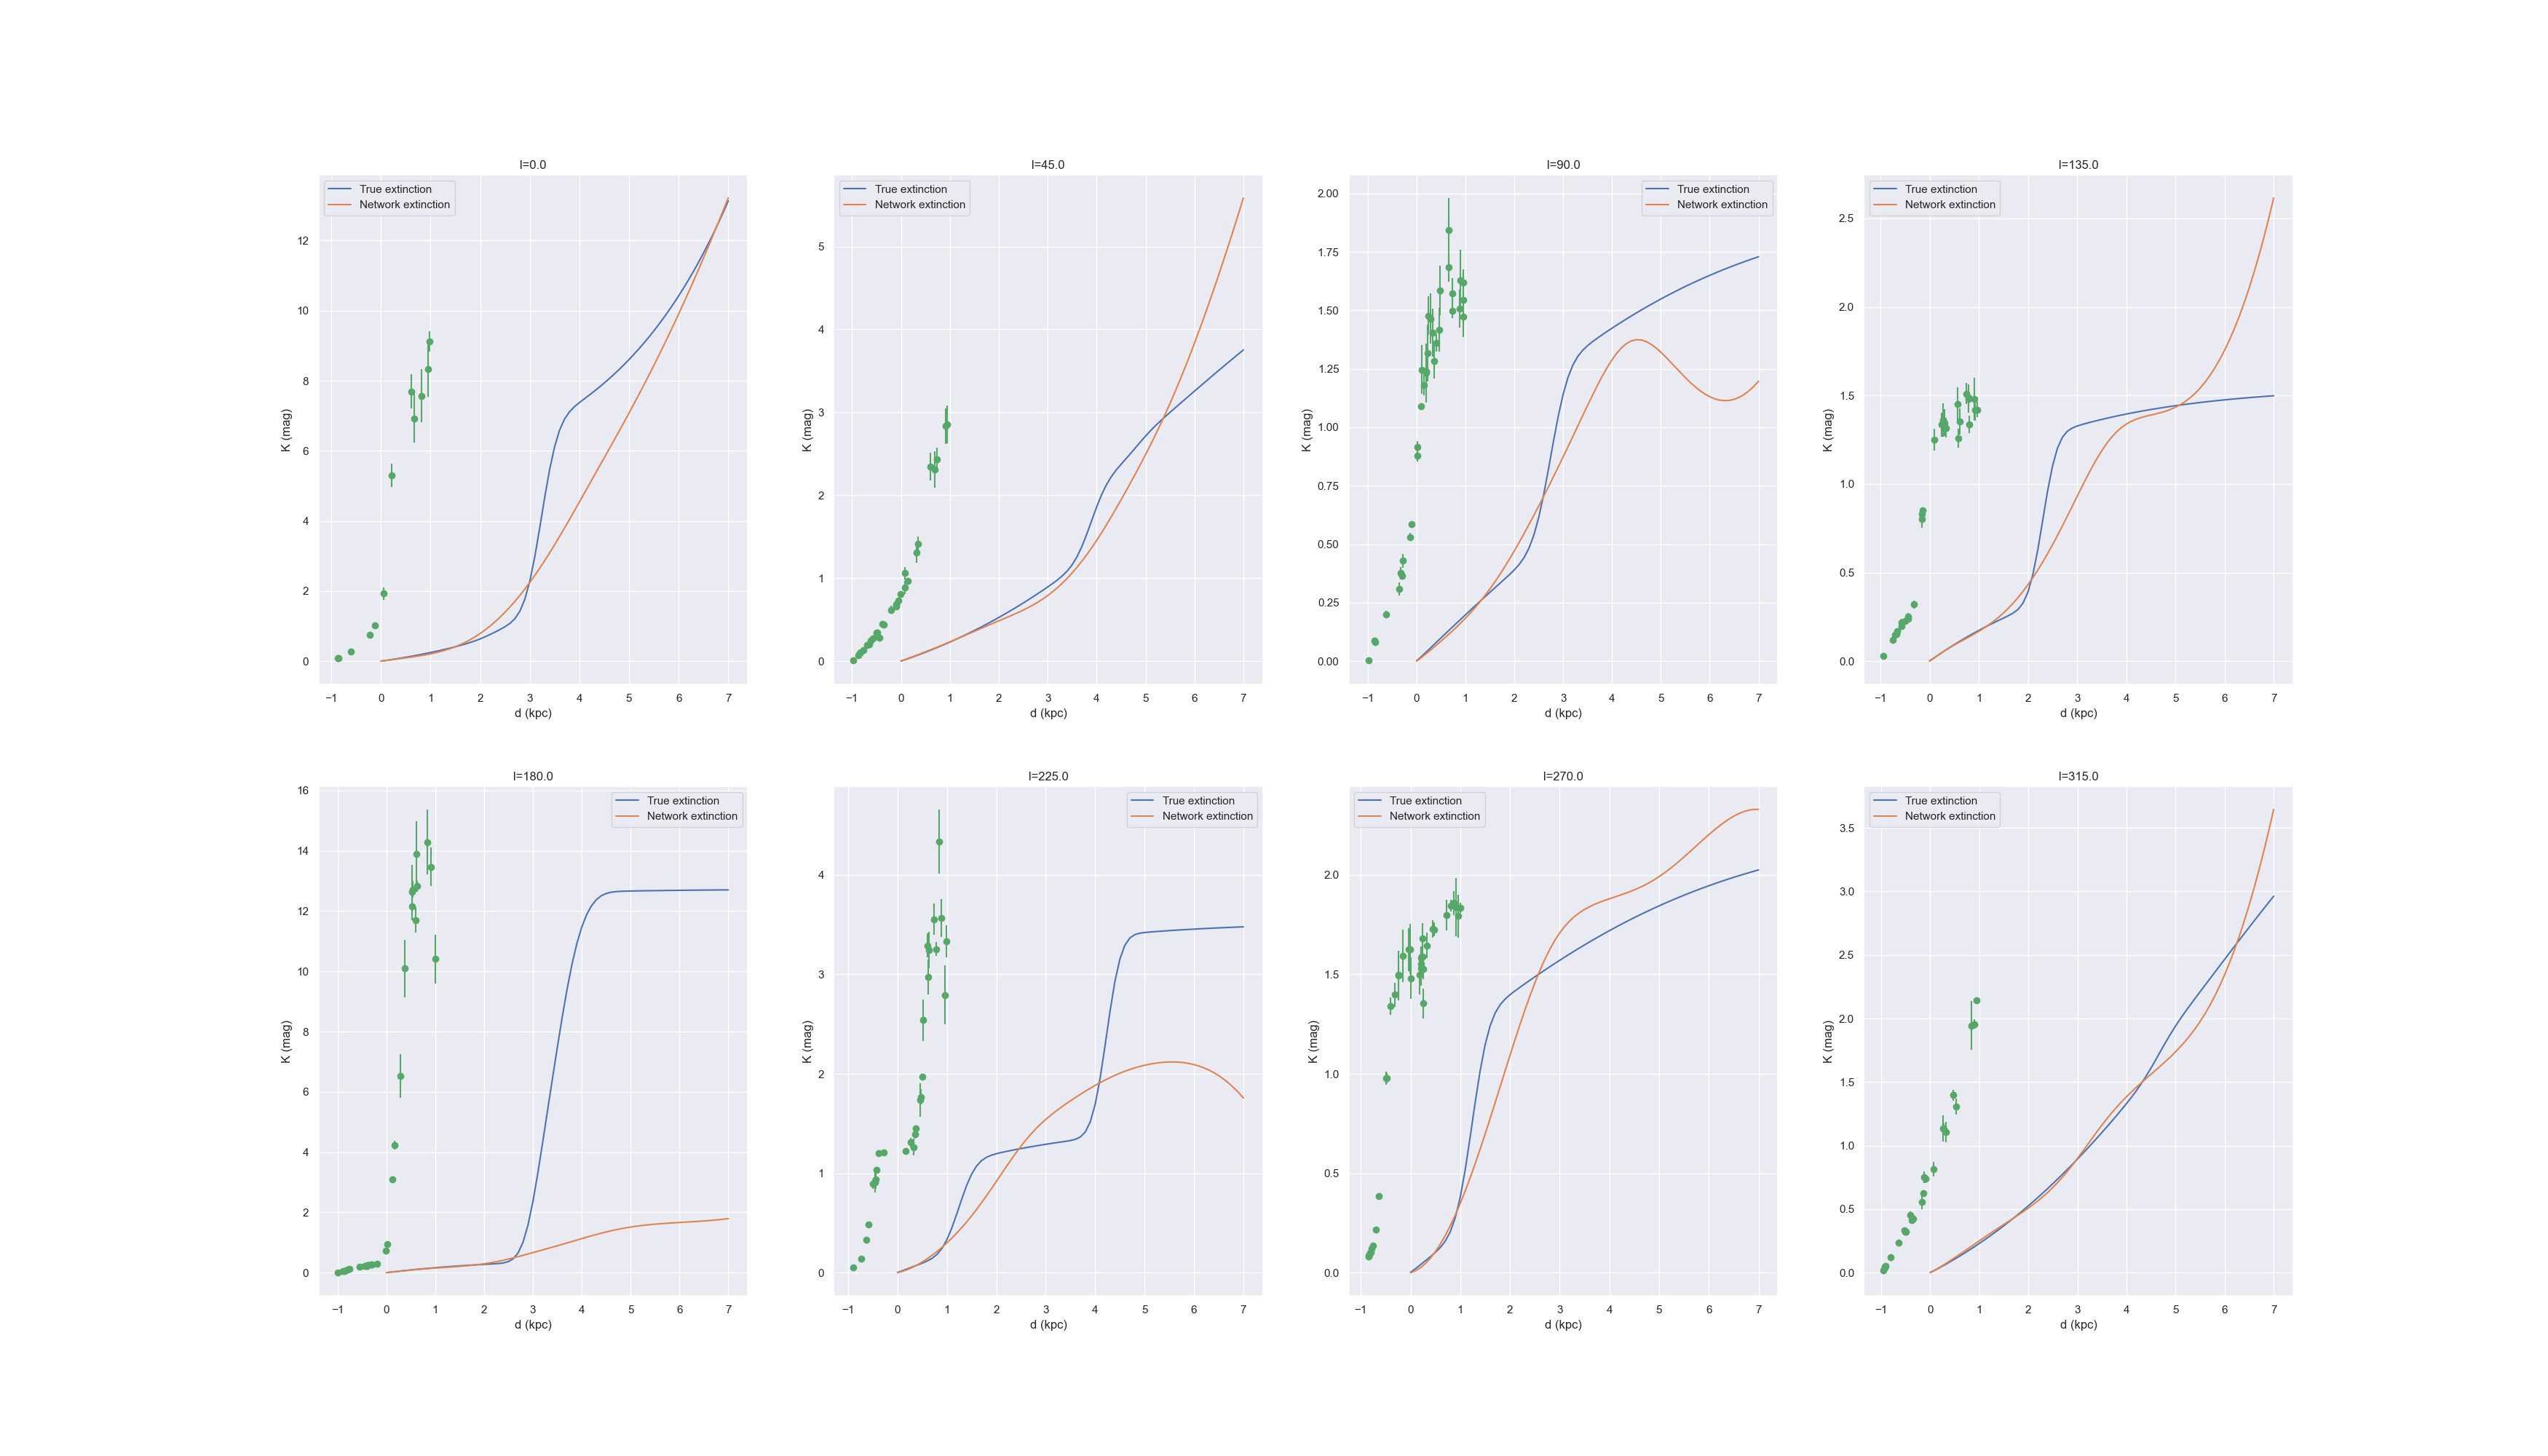 l=0.0
True extinction
Network extinction
12
10
8
6
4
2
0
K (mag)
−1 0 1 2 3 4 5 6 7
d (kpc)
l=45.0
True extinction
Network extinction
5
4
3
2
1
0
K (mag)
−1 0 1 2 3 4 5 6 7
d (kpc)
l=90.0
True extinction
Network extinction
2.00
1.75
1.50
1.25
1.00
0.75
0.50
0.25
0.00
K (mag)
−1 0 1 2 3 4 5 6 7
d (kpc)
l=135.0
True extinction
Network extinction
2.5
2.0
1.5
1.0
0.5
0.0
K (mag)
−1 0 1 2 3 4 5 6 7
d (kpc)
l=180.0
True extinction
Network extinction
16
14
12
10
8
6
4
2
0
K (mag)
−1 0 1 2 3 4 5 6 7
d (kpc)
l=225.0
True extinction
Network extinction
4
3
2
1
0
K (mag)
−1 0 1 2 3 4 5 6 7
d (kpc)
l=270.0
True extinction
Network extinction
2.0
1.5
1.0
0.5
0.0
K (mag)
−1 0 1 2 3 4 5 6 7
d (kpc)
l=315.0
True extinction
Network extinction
3.5
3.0
2.5
2.0
1.5
1.0
0.5
0.0
K (mag)
−1 0 1 2 3 4 5 6 7
d (kpc)